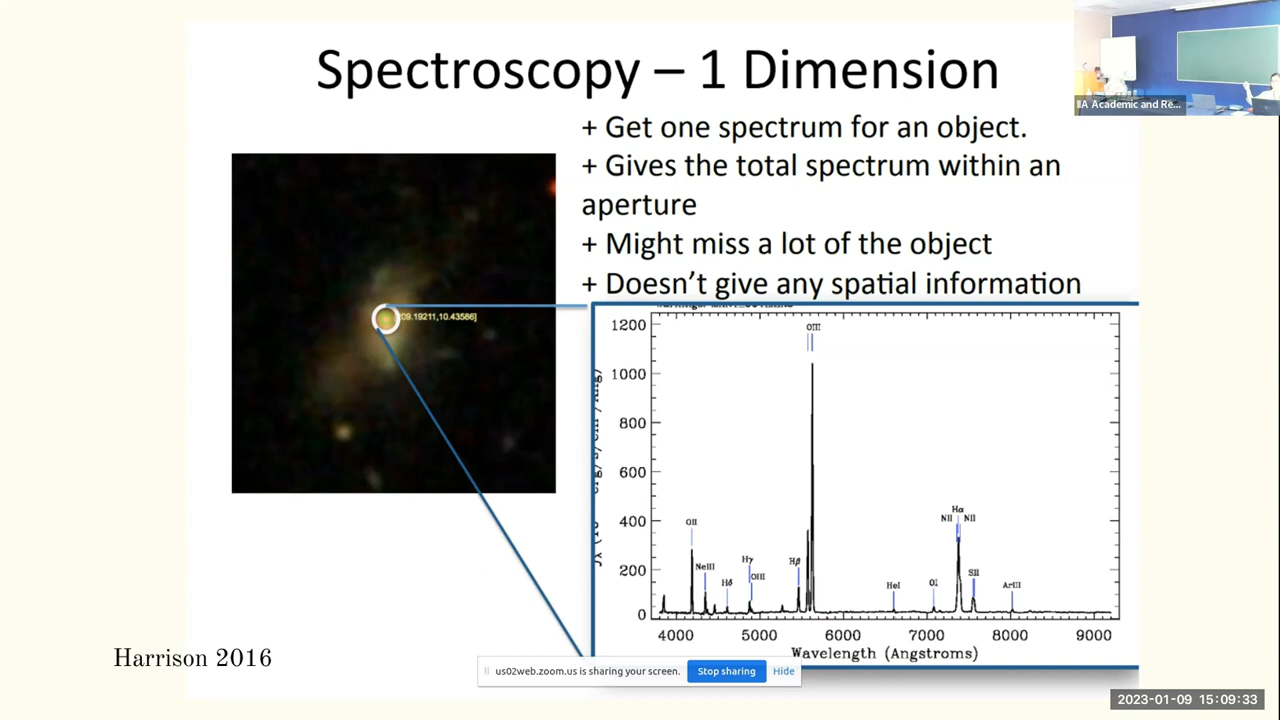 Spectroscopy – 1 Dimension
IIA Academic and Re...
+ Get one spectrum for an object.
+ Gives the total spectrum within an
aperture
+ Might miss a lot of the object
+ Doesn't give any spatial information
09.19211,10.43586]
1200
1000
800
600
400
200
0
OIII
OII
NeIII
Hδ
Hγ
OIII
Hβ
HeI
OI
NII
Hα
NII
SII
ArIII
4000 5000 6000 7000 8000 9000
Wavelength (Angstroms)
Harrison 2016
us02web.zoom.us is sharing your screen.
Stop sharing
Hide
2023-01-09 15:09:33